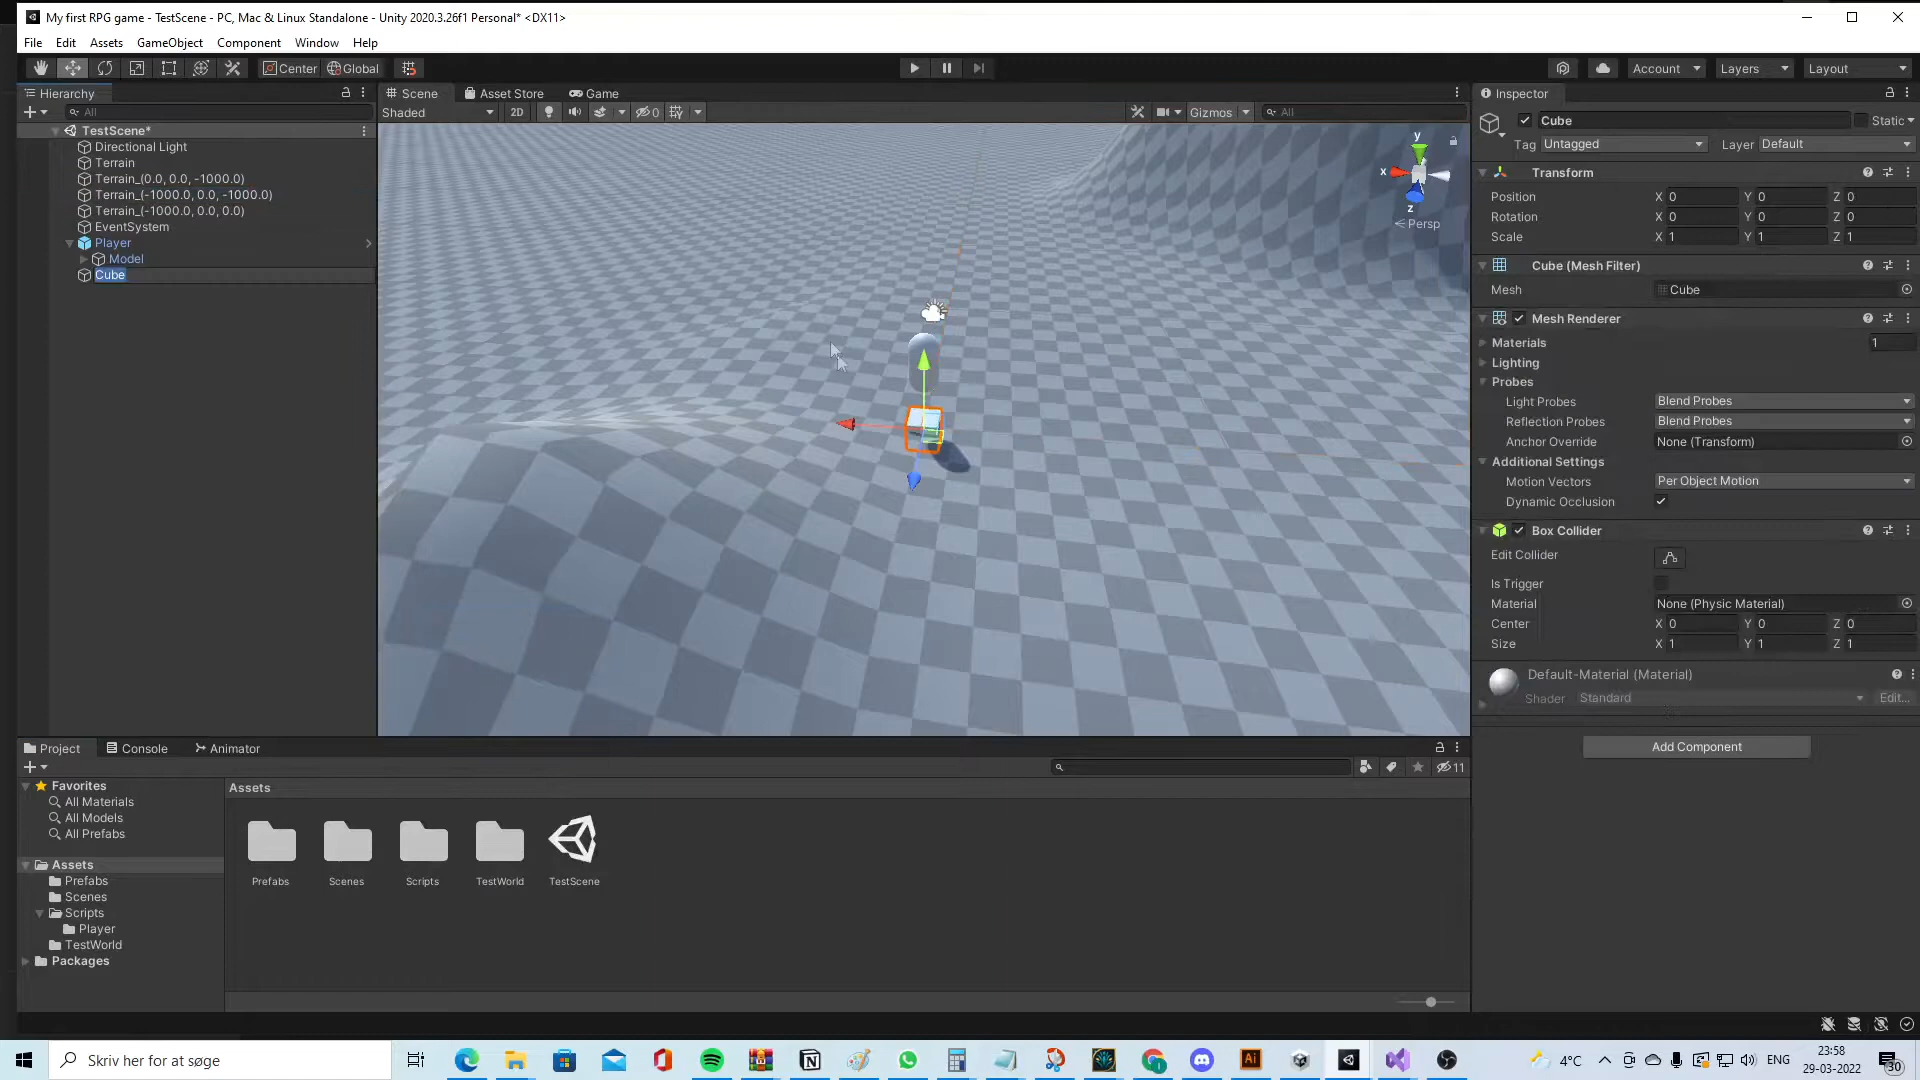 My first RPG game - TestScene - PC, Mac & Linux Standalone - Unity 2020.3.26f1 Personal* <DX11>
File Edit Assets GameObject Component Window Help
Center Global Account Layers Layout
Hierarchy
All
TestScene*
Directional Light
Terrain
Terrain_(0.0, 0.0, -1000.0)
Terrain_(-1000.0, 0.0, -1000.0)
Terrain_(-1000.0, 0.0, 0.0)
EventSystem
Player
Model
Cube
Scene Asset Store Game
Shaded 2D 0 Gizmos All
y
x
z
Persp
Inspector
Cube Static
Tag Untagged Layer Default
Transform
Position X 0 Y 0 Z 0
Rotation X 0 Y 0 Z 0
Scale X 1 Y 1 Z 1
Cube (Mesh Filter)
Mesh Cube
Mesh Renderer
Materials 1
Lighting
Probes
Light Probes Blend Probes
Reflection Probes Blend Probes
Anchor Override None (Transform)
Additional Settings
Motion Vectors Per Object Motion
Dynamic Occlusion
Box Collider
Edit Collider
Is Trigger
Material None (Physic Material)
Center X 0 Y 0 Z 0
Size X 1 Y 1 Z 1
Default-Material (Material)
Shader Standard Edit...
Add Component
Project Console Animator
11
Favorites
All Materials
All Models
All Prefabs
Assets
Prefabs
Scenes
Scripts
Player
TestWorld
Packages
Assets
Prefabs Scenes Scripts TestWorld TestScene
Skriv her for at søge
4°C ENG
23:58
29-03-2022
30